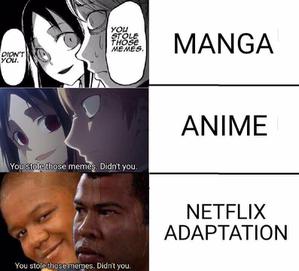 YOU
STOLE
THOSE
MEMES.
DIDN'T
YOU.
MANGA
You stole those memes. Didn't you.
ANIME
You stole those memes. Didn't you.
NETFLIX
ADAPTATION